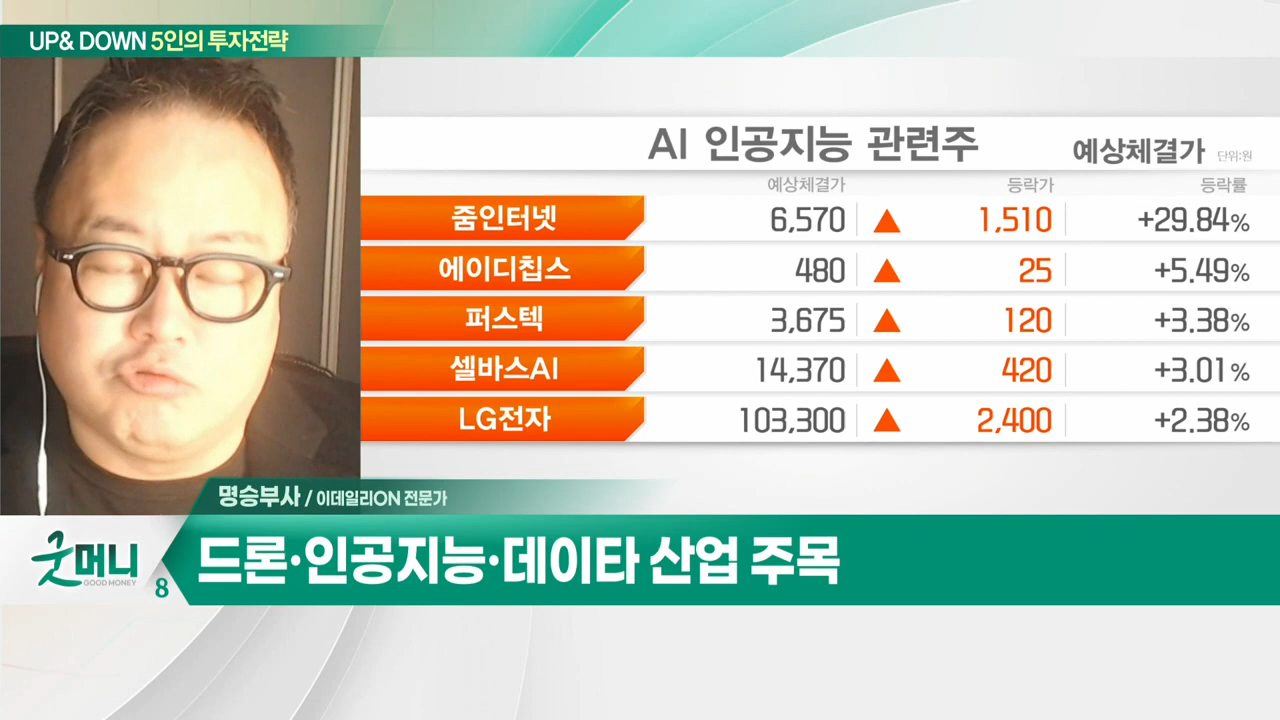 UP& DOWN 5인의 투자전략
AI 인공지능 관련주 예상체결가 단위:원
예상체결가 등락가 등락률
줌인터넷 6,570 ▲ 1,510 +29.84%
에이디칩스 480 ▲ 25 +5.49%
퍼스텍 3,675 ▲ 120 +3.38%
셀바스AI 14,370 ▲ 420 +3.01%
LG전자 103,300 ▲ 2,400 +2.38%
명승부사 / 이데일리ON 전문가
굿머니
GOOD MONEY
8
드론·인공지능·데이타 산업 주목